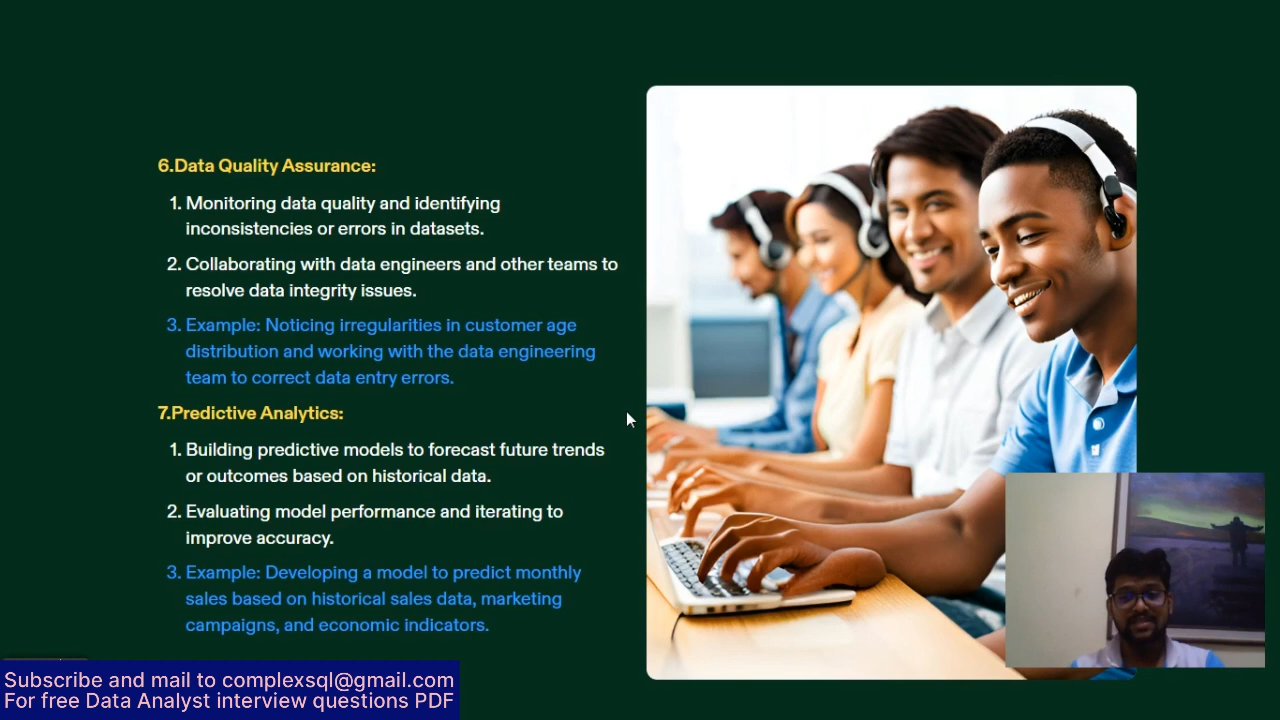 6.Data Quality Assurance:
1. Monitoring data quality and identifying
inconsistencies or errors in datasets.
2. Collaborating with data engineers and other teams to
resolve data integrity issues.
3. Example: Noticing irregularities in customer age
distribution and working with the data engineering
team to correct data entry errors.
7.Predictive Analytics:
1. Building predictive models to forecast future trends
or outcomes based on historical data.
2. Evaluating model performance and iterating to
improve accuracy.
3. Example: Developing a model to predict monthly
sales based on historical sales data, marketing
campaigns, and economic indicators.
Subscribe and mail to complexsql@gmail.com
For free Data Analyst interview questions PDF